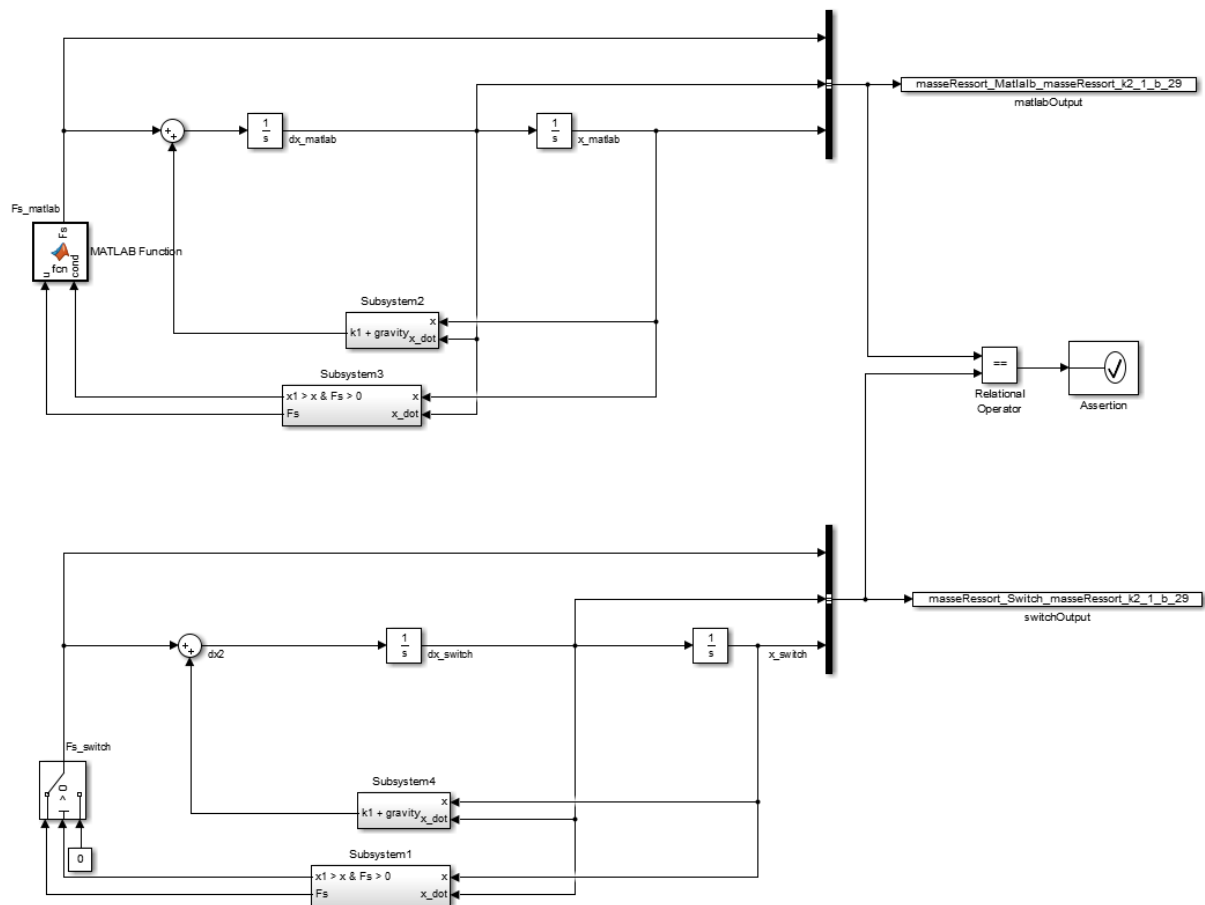 masseRessort_Matlalb_masseRessort_k2_1_b_29
matlabOutput
+
+
1
s
dx_matlab
1
s
x_matlab
Fs_matlab
Fs
fcn
u
cond
MATLAB Function
Subsystem2
x
k1 + gravity
x_dot
Subsystem3
x1 > x & Fs > 0
x
Fs
x_dot
==
Relational
Operator
Assertion
masseRessort_Switch_masseRessort_k2_1_b_29
switchOutput
+
+
dx2
1
s
dx_switch
1
s
x_switch
Fs_switch
> 0
0
Subsystem4
x
k1 + gravity
x_dot
Subsystem1
x1 > x & Fs > 0
x
Fs
x_dot